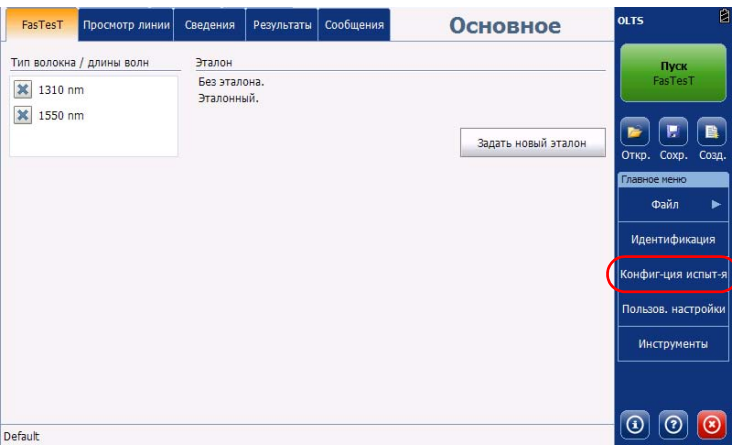 FasTesT
Просмотр линии
Сведения
Результаты
Сообщения
Основное
OLTS
Тип волокна / длины волн
1310 nm
1550 nm
Эталон
Без эталона.
Эталонный.
Задать новый эталон
Пуск
FasTesT
Откр.
Сохр.
Созд.
Главное меню
Файл
Идентификация
Конфиг-ция испыт-я
Пользов. настройки
Инструменты
Default